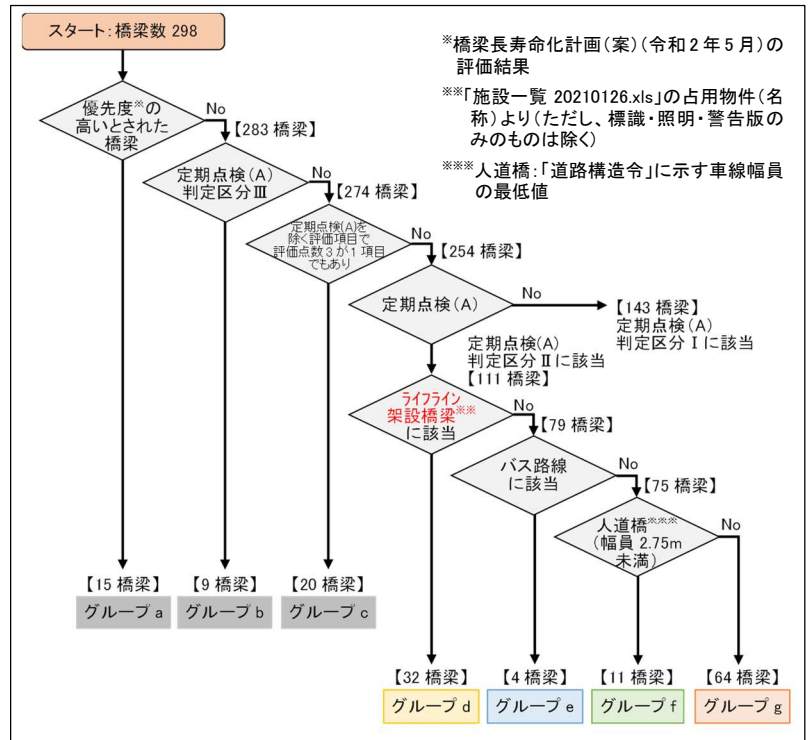 スタート:橋梁数 298
※橋梁長寿命化計画(案)(令和2年5月)の
評価結果
※※「施設一覧 20210126.xls」の占用物件(名
称)より(ただし、標識・照明・警告版の
みのものは除く)
※※※人道橋:「道路構造令」に示す車線幅員
の最低値
優先度※の
高いとされた
橋梁
No
【283 橋梁】
定期点検(A)
判定区分Ⅲ
No
【274 橋梁】
定期点検(A)を
除く評価項目で
評価点数3が1項目
でもあり
No
【254 橋梁】
定期点検(A)
No
【143 橋梁】
定期点検(A)
判定区分Ⅰに該当
定期点検(A)
判定区分Ⅱに該当
【111 橋梁】
ライフライン
架設橋梁※※
に該当
No
【79 橋梁】
バス路線
に該当
No
【75 橋梁】
人道橋※※※
(幅員 2.75m
未満)
No
【15 橋梁】
グループ a
【9 橋梁】
グループ b
【20 橋梁】
グループ c
【32 橋梁】
グループ d
【4 橋梁】
グループ e
【11 橋梁】
グループ f
【64 橋梁】
グループ g